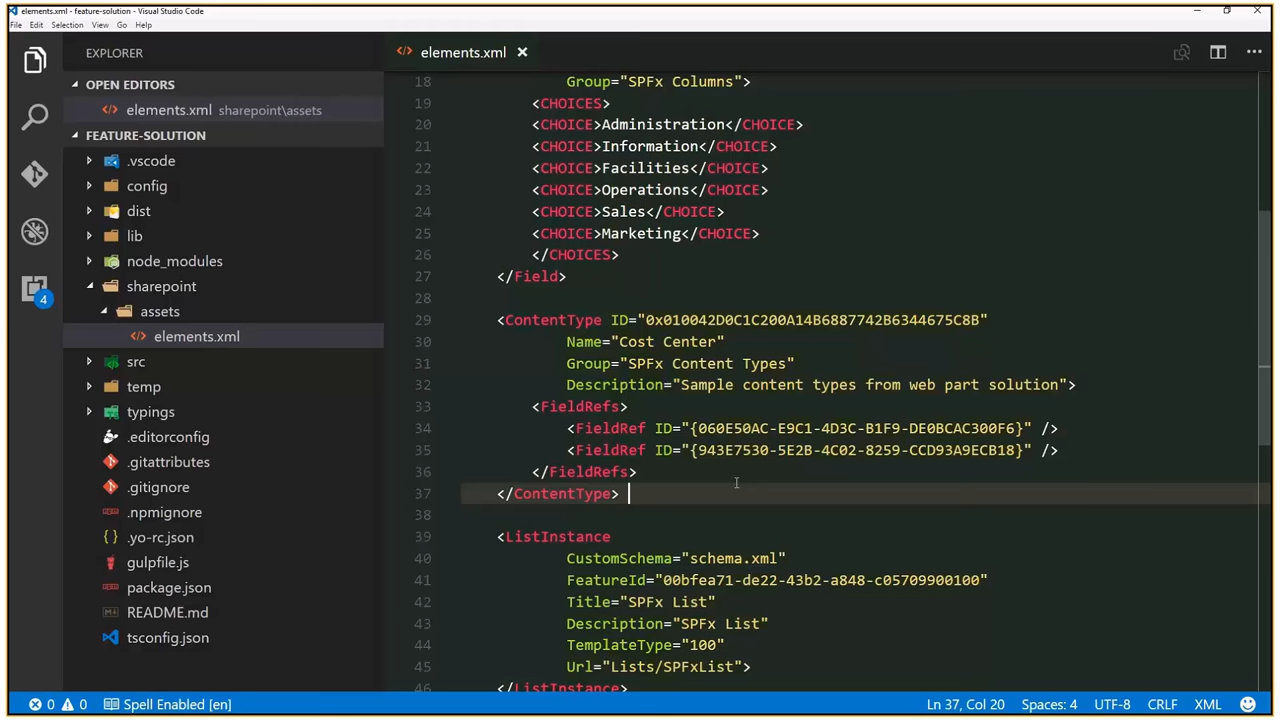 elements.xml - feature-solution - Visual Studio Code
File Edit Selection View Go Help
EXPLORER
OPEN EDITORS
elements.xml sharepoint\assets
FEATURE-SOLUTION
.vscode
config
dist
lib
node_modules
sharepoint
assets
elements.xml
src
temp
typings
.editorconfig
.gitattributes
.gitignore
.npmignore
.yo-rc.json
gulpfile.js
package.json
README.md
tsconfig.json
4
elements.xml
18 Group="SPFx Columns">
19 <CHOICES>
20 <CHOICE>Administration</CHOICE>
21 <CHOICE>Information</CHOICE>
22 <CHOICE>Facilities</CHOICE>
23 <CHOICE>Operations</CHOICE>
24 <CHOICE>Sales</CHOICE>
25 <CHOICE>Marketing</CHOICE>
26 </CHOICES>
27 </Field>
28
29 <ContentType ID="0x010042D0C1C200A14B6887742B6344675C8B"
30 Name="Cost Center"
31 Group="SPFx Content Types"
32 Description="Sample content types from web part solution">
33 <FieldRefs>
34 <FieldRef ID="{060E50AC-E9C1-4D3C-B1F9-DE0BCAC300F6}" />
35 <FieldRef ID="{943E7530-5E2B-4C02-8259-CCD93A9ECB18}" />
36 </FieldRefs>
37 </ContentType>
38
39 <ListInstance
40 CustomSchema="schema.xml"
41 FeatureId="00bfea71-de22-43b2-a848-c05709900100"
42 Title="SPFx List"
43 Description="SPFx List"
44 TemplateType="100"
45 Url="Lists/SPFxList">
46 </ListInstance>
0 0 Spell Enabled [en] Ln 37, Col 20 Spaces: 4 UTF-8 CRLF XML